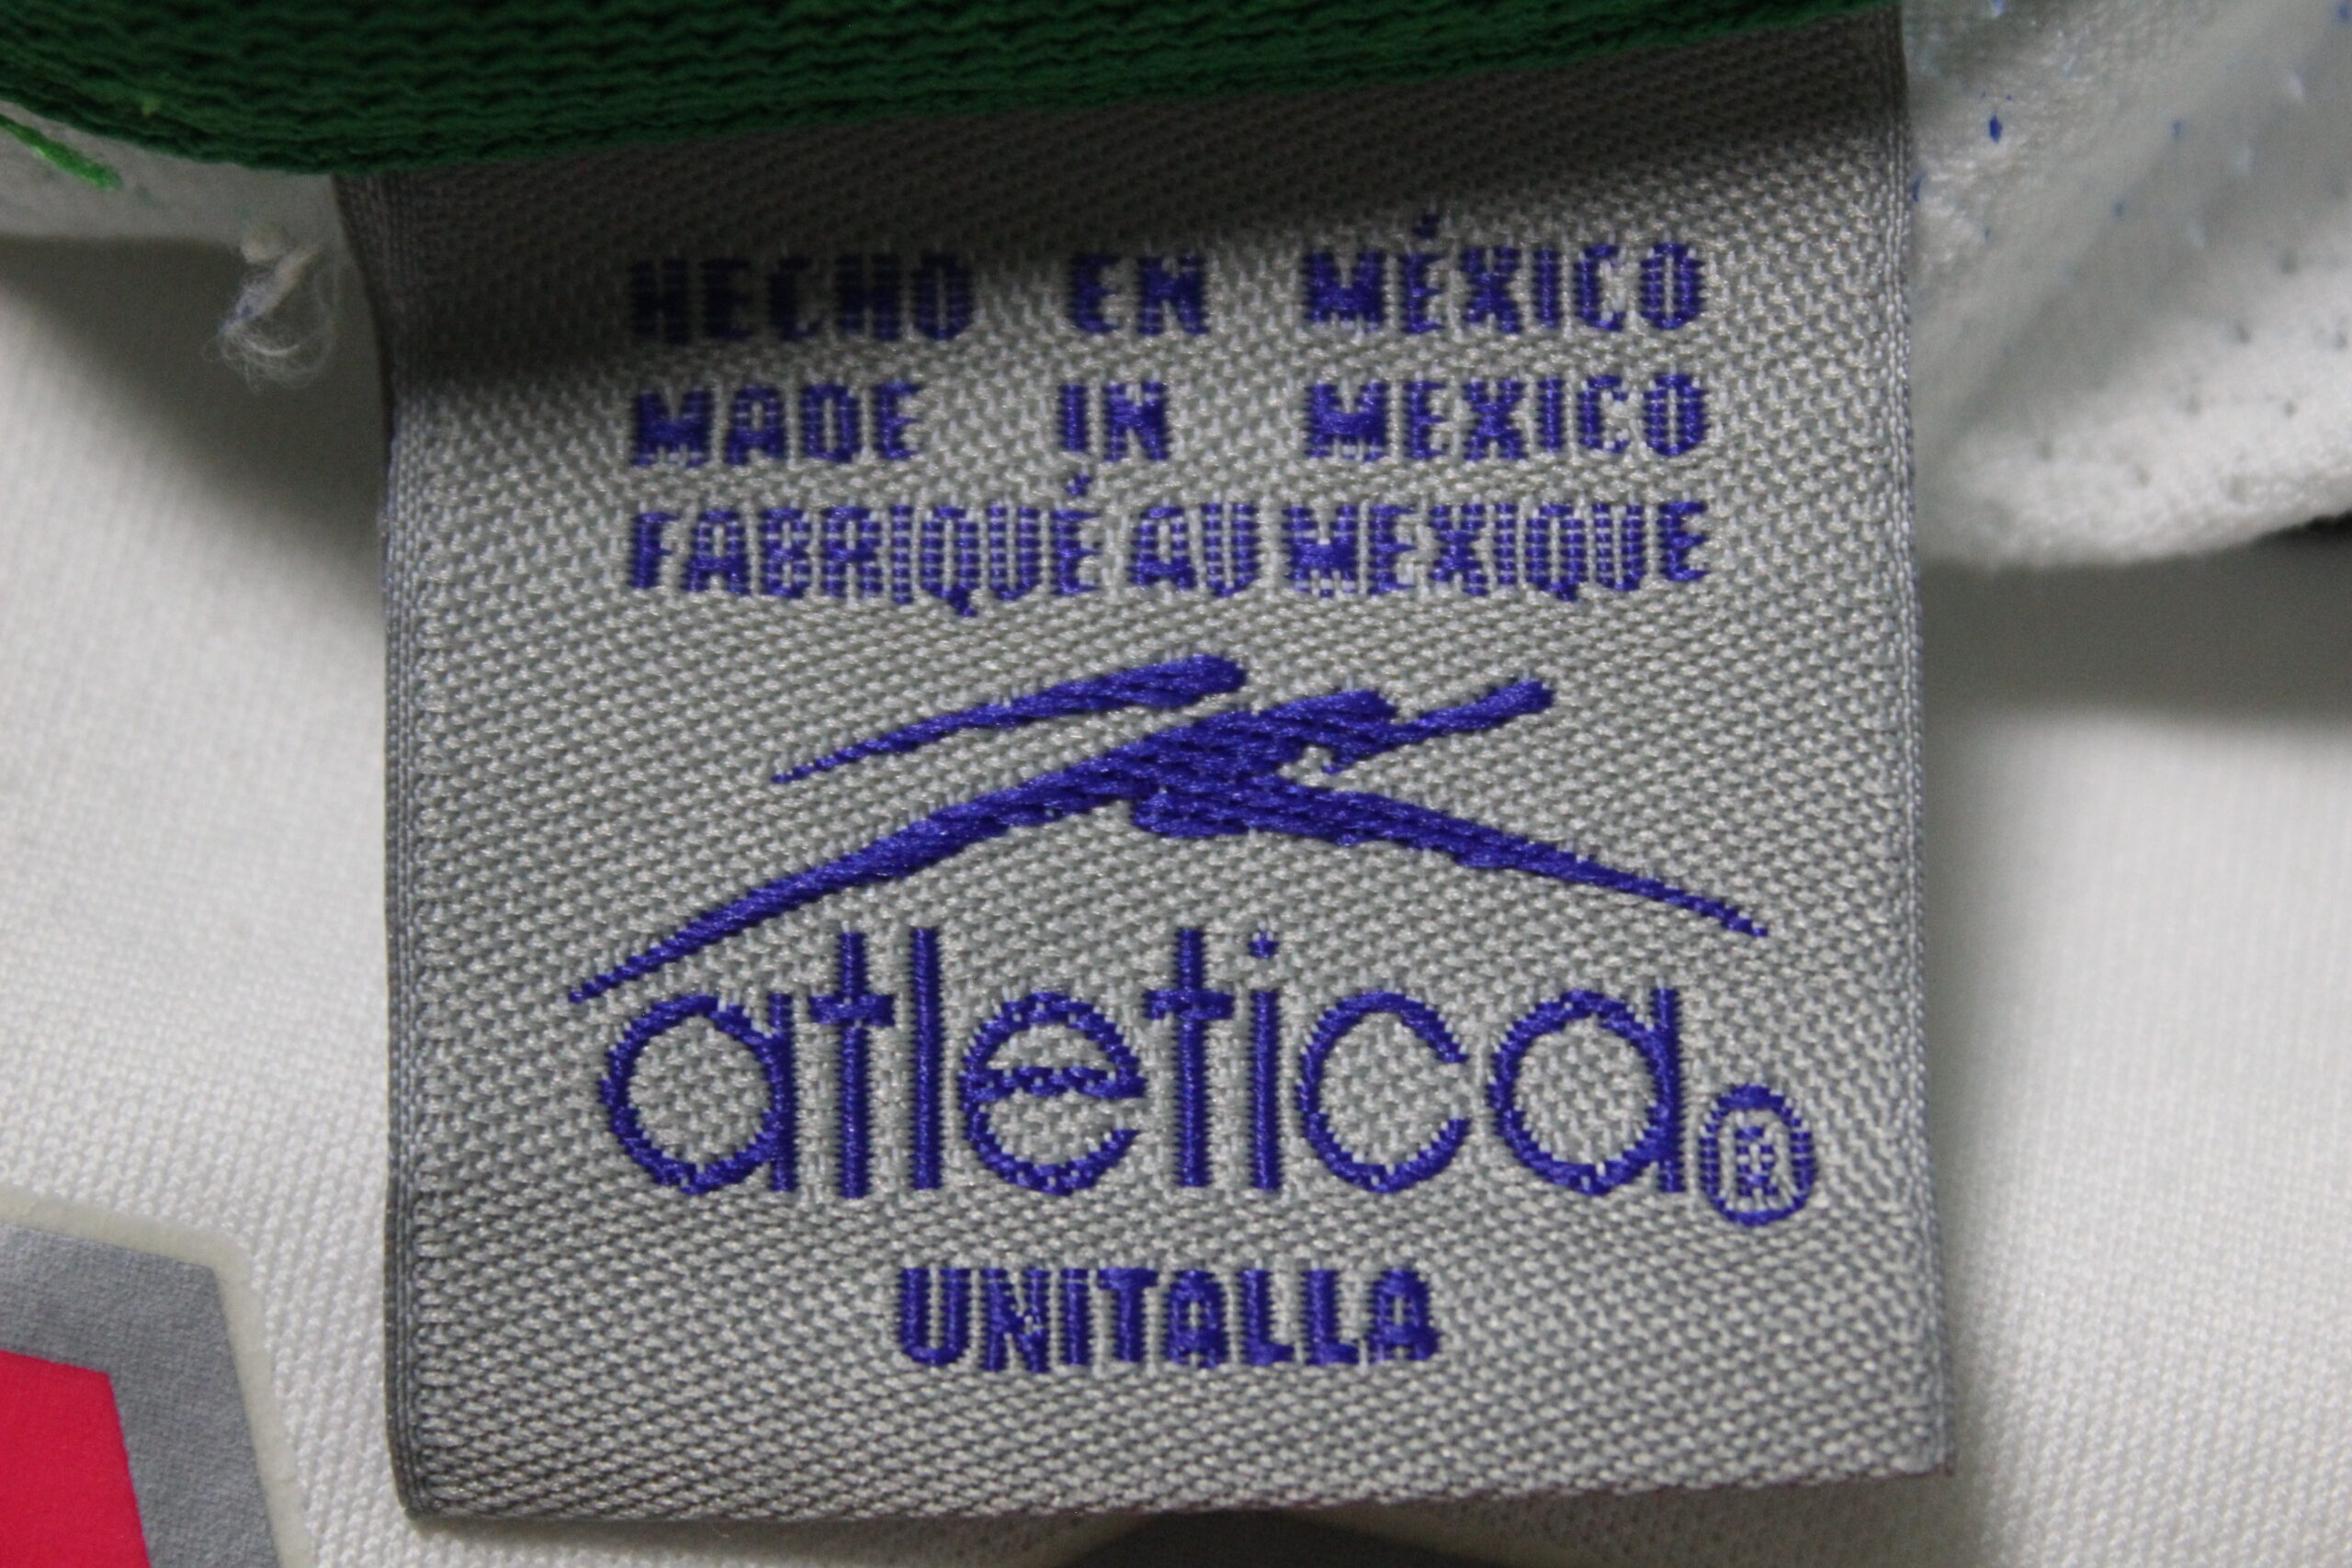 HECHO EN MÉXICO
MADE IN MEXICO
FABRIQUÉ AU MEXIQUE
atletica®
UNITALLA